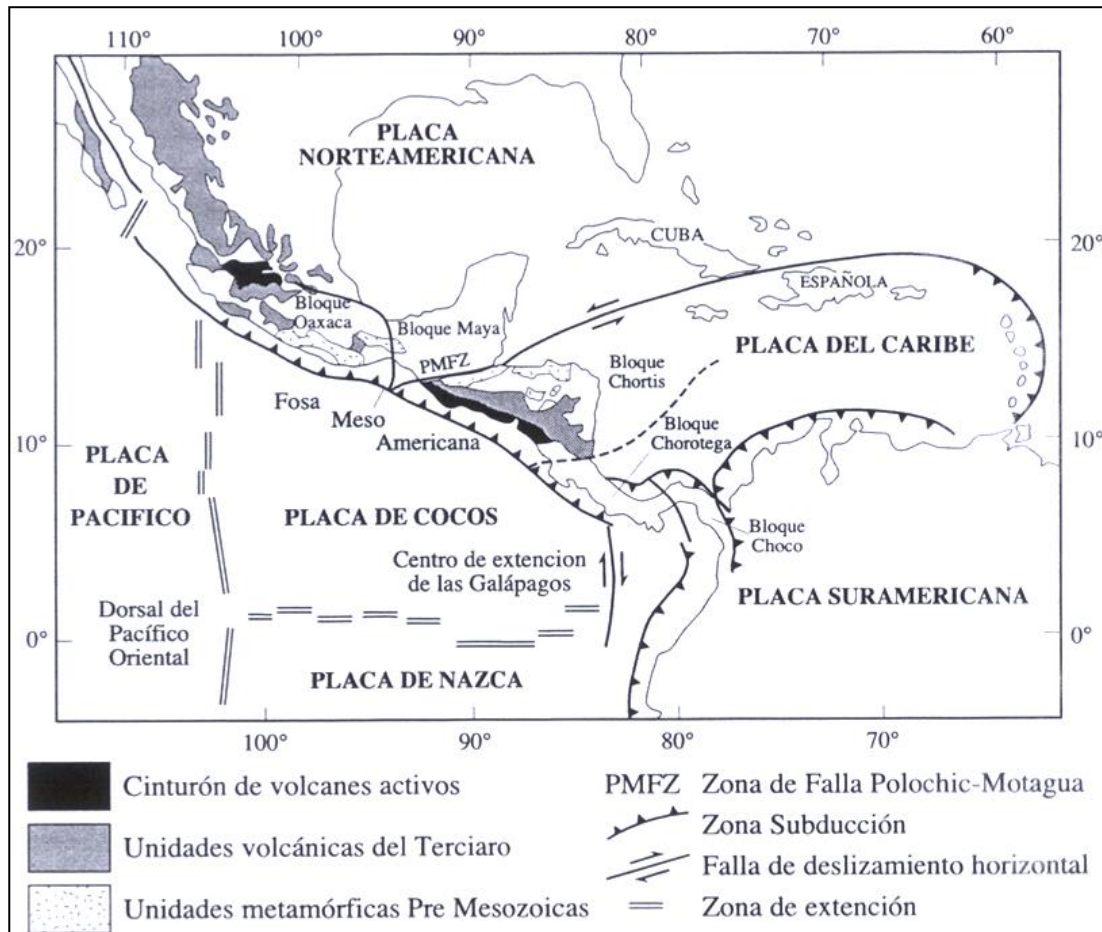 110° 100° 90° 80° 70° 60°
PLACA
NORTEAMERICANA
20°
20°
CUBA
ESPAÑOLA
Bloque
Oaxaca
Bloque Maya
PMFZ
Bloque
Chortis
PLACA DEL CARIBE
Fosa
Meso
Americana
Bloque
Chorotega
10°
10°
PLACA
DE
PACIFICO
PLACA DE COCOS
Bloque
Choco
Centro de extencion
de las Galápagos
PLACA SURAMERICANA
Dorsal del
Pacífico
Oriental
0°
0°
PLACA DE NAZCA
100° 90° 80° 70°
Cinturón de volcanes activos
Unidades volcánicas del Terciaro
Unidades metamórficas Pre Mesozoicas
PMFZ Zona de Falla Polochic-Motagua
Zona Subducción
Falla de deslizamiento horizontal
Zona de extención